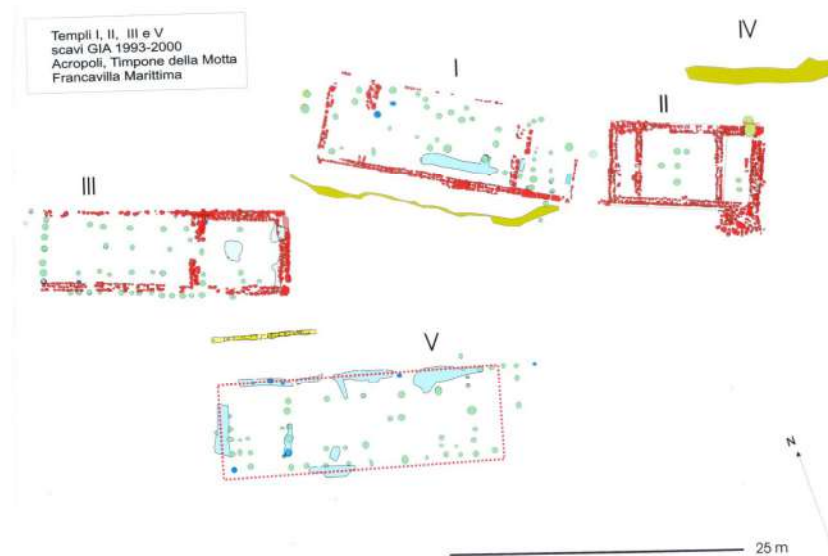 Templi I, II, III e V
scavi GIA 1993-2000
Acropoli, Timpone della Motta
Francavilla Marittima
IV
I
II
III
V
N
25 m